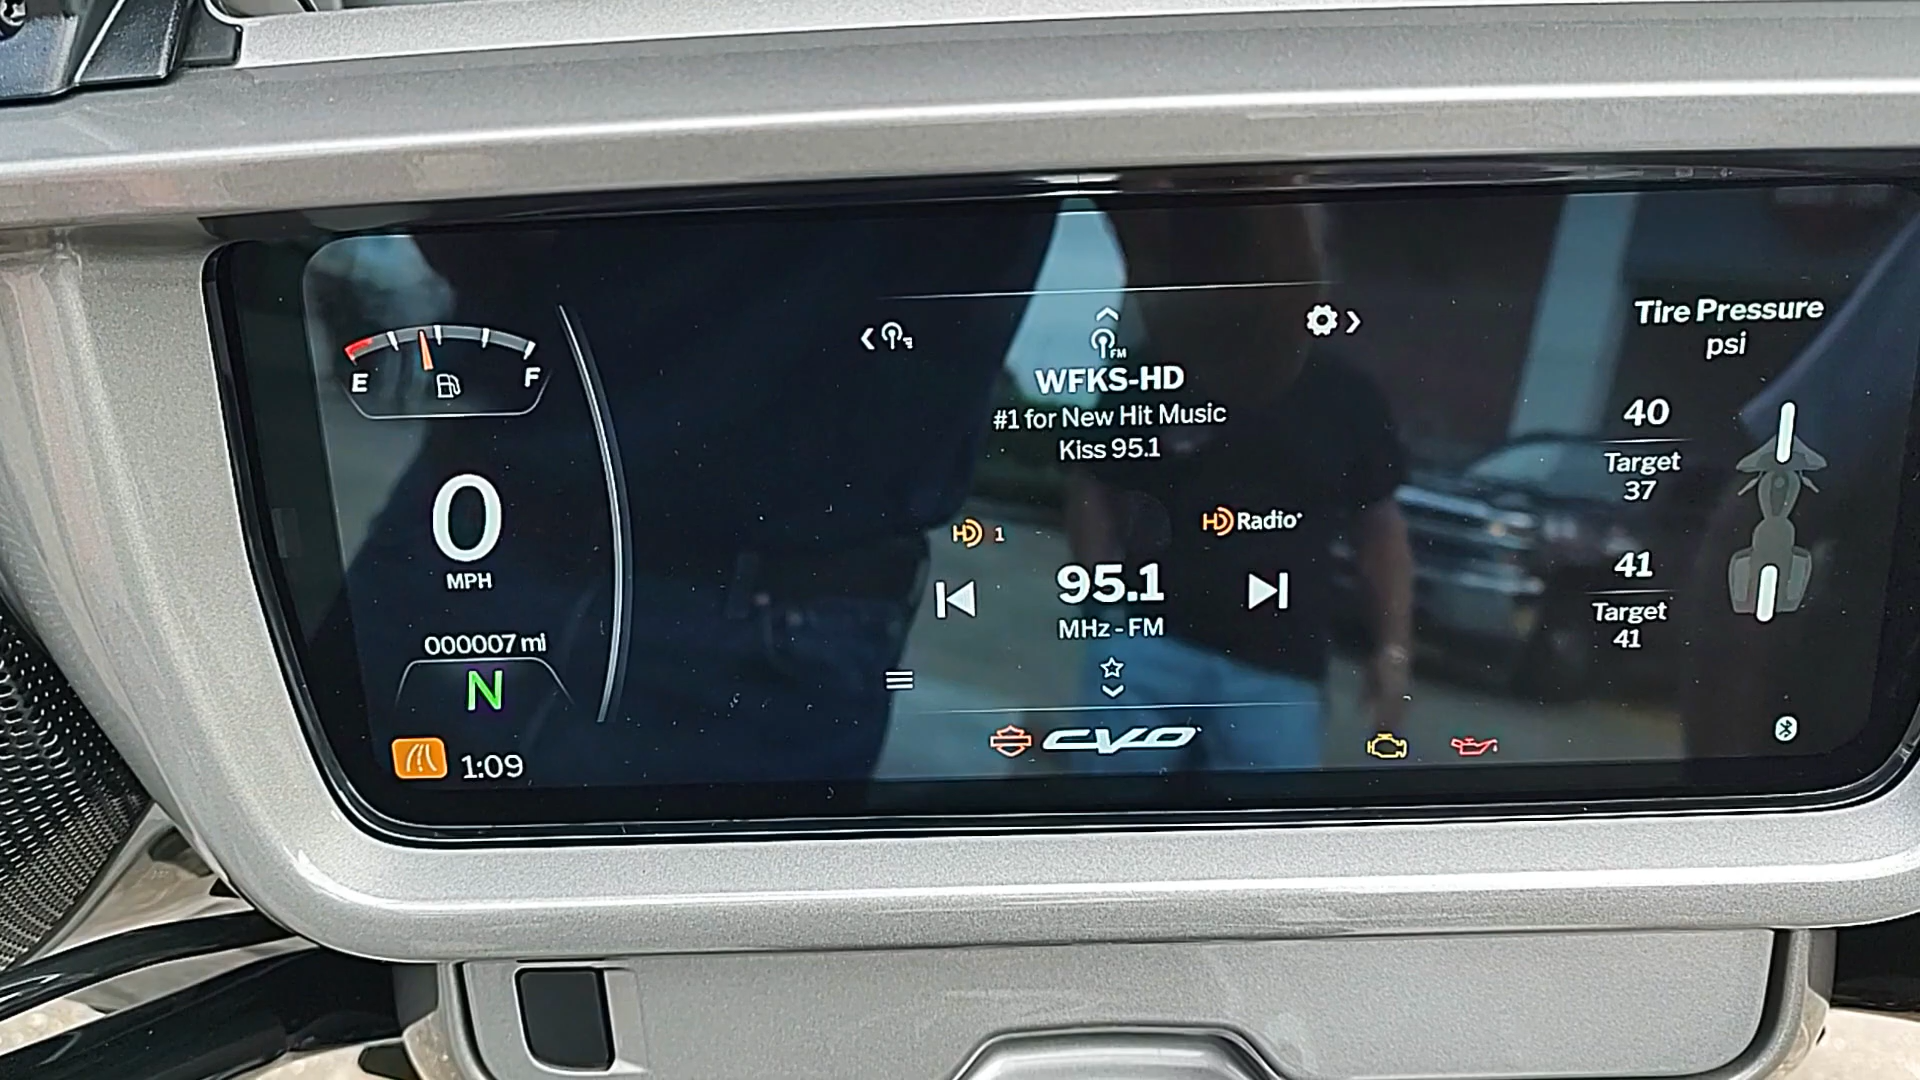 E
F
0
MPH
000007 mi
N
1:09
FM
WFKS-HD
#1 for New Hit Music
Kiss 95.1
HD 1
HD Radio
95.1
MHz - FM
CVO
Tire Pressure
psi
40
Target
37
41
Target
41